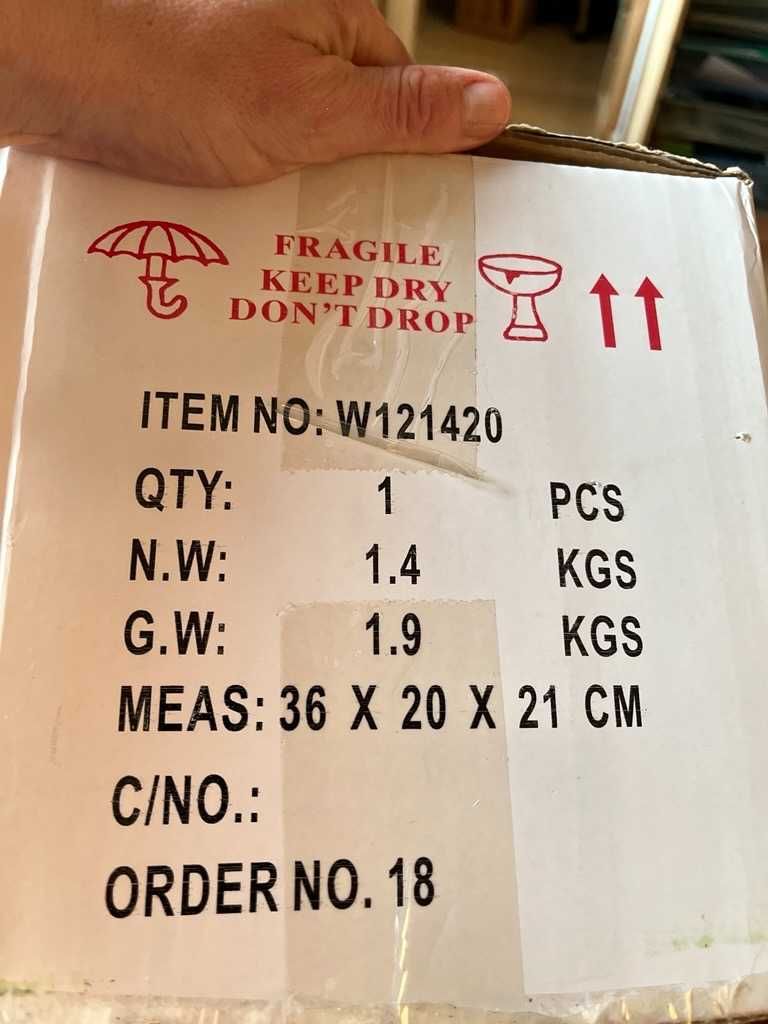 FRAGILE
KEEP DRY
DON'T DROP
ITEM NO: W121420
QTY: 1 PCS
N.W: 1.4 KGS
G.W: 1.9 KGS
MEAS: 36 X 20 X 21 CM
C/NO.:
ORDER NO. 18